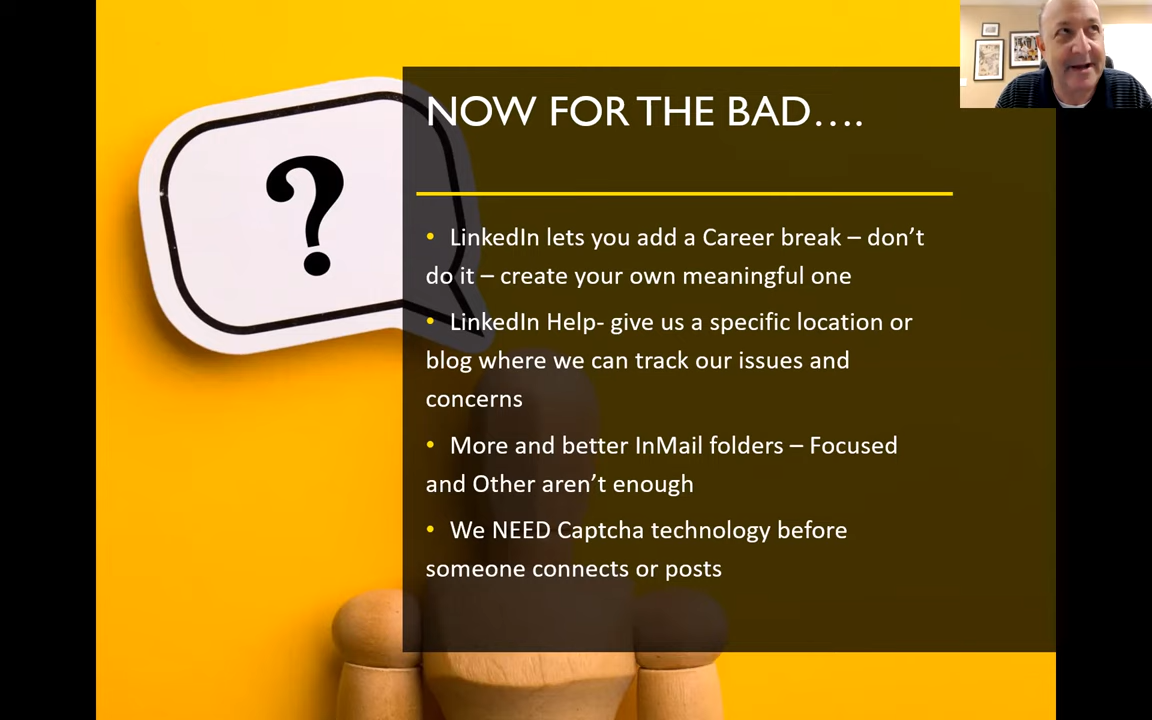 ?
NOW FOR THE BAD….
• LinkedIn lets you add a Career break – don’t
do it – create your own meaningful one
• LinkedIn Help- give us a specific location or
blog where we can track our issues and
concerns
• More and better InMail folders – Focused
and Other aren’t enough
• We NEED Captcha technology before
someone connects or posts